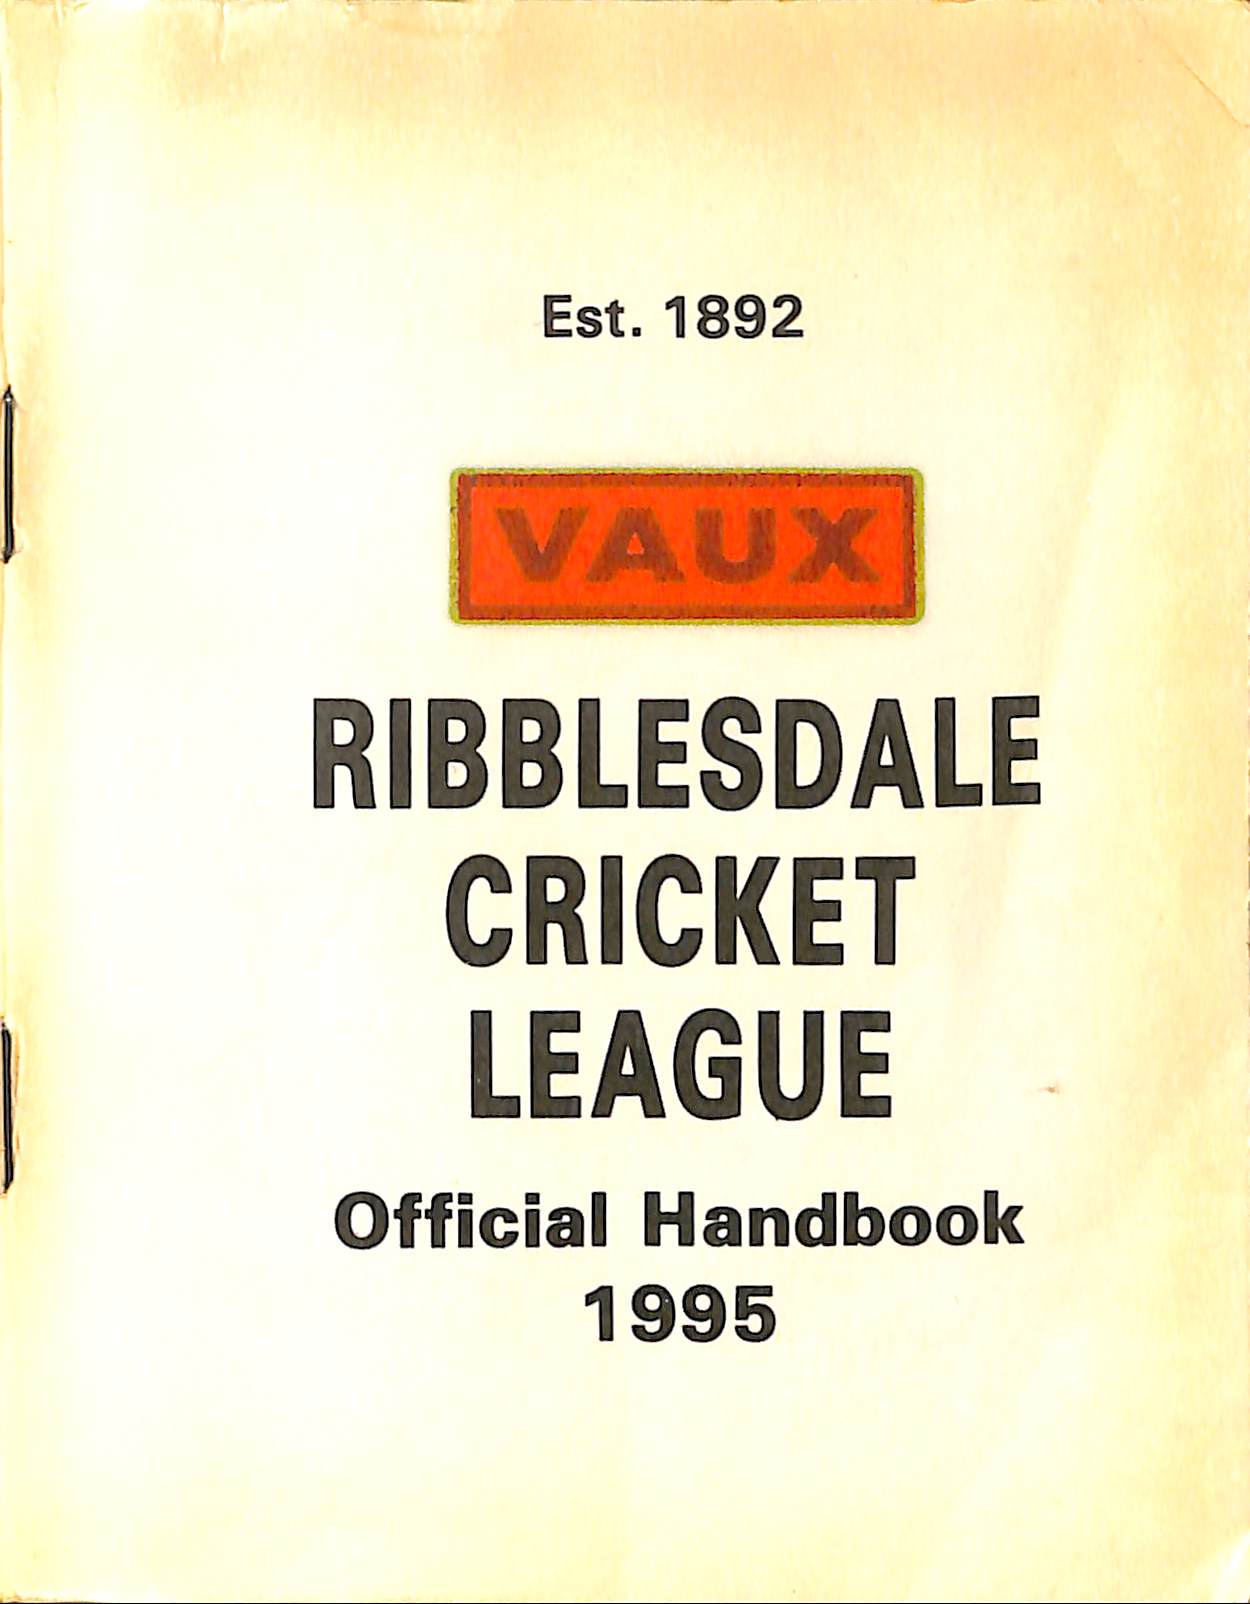 Est. 1892
VAUX
RIBBLESDALE
CRICKET
LEAGUE
Official Handbook
1995